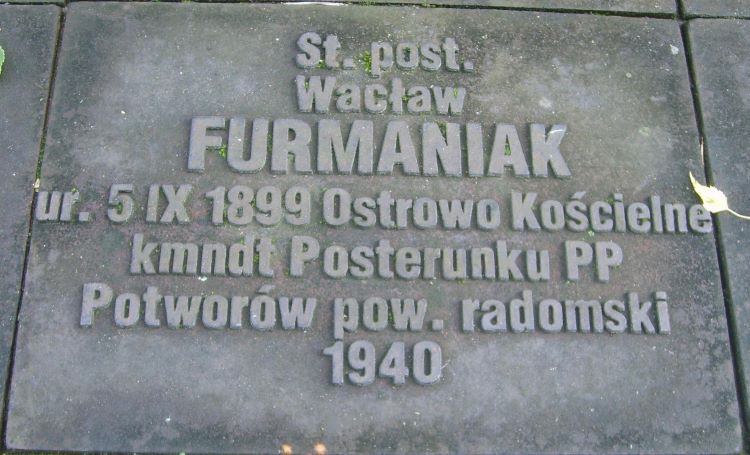 St. post.
Wacław
FURMANIAK
ur. 5 IX 1899 Ostrowo Kościelne
kmndt Posterunku PP
Potworów pow. radomski
1940